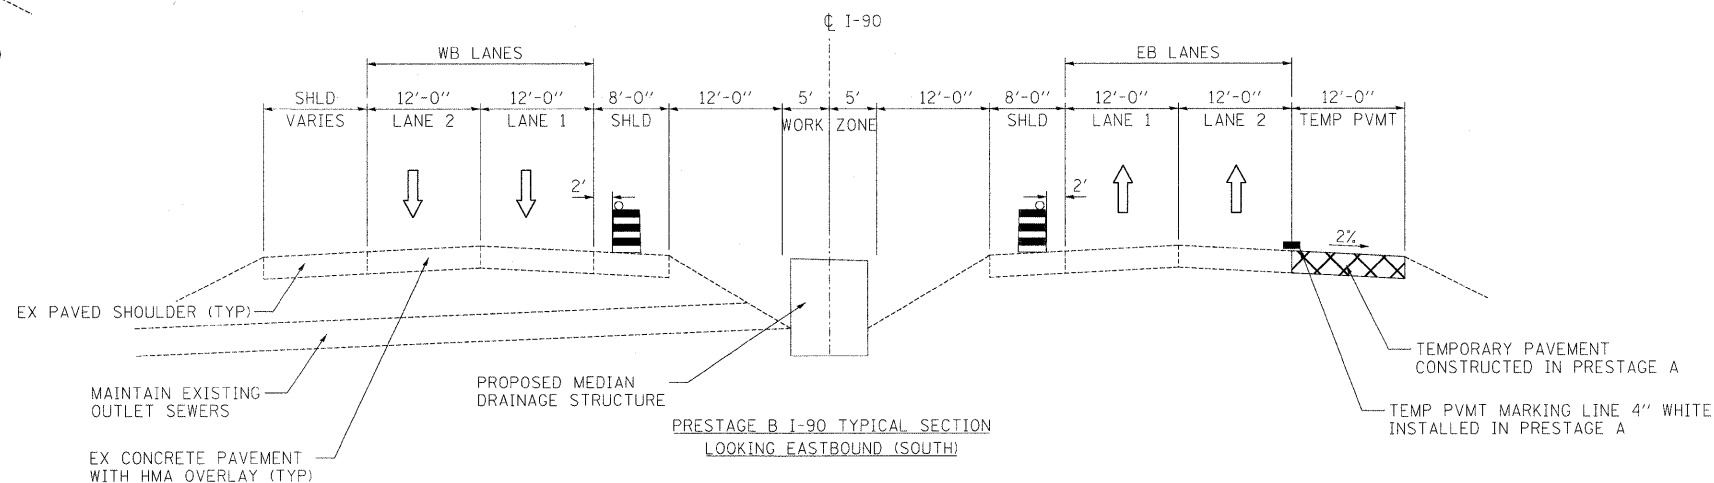 ℄ I-90
WB LANES
EB LANES
SHLD VARIES
12'-0" LANE 2
12'-0" LANE 1
8'-0" SHLD
12'-0"
5' 5'
WORK ZONE
12'-0"
8'-0" SHLD
12'-0" LANE 1
12'-0" LANE 2
12'-0" TEMP PVMT
2'
2'
2%
EX PAVED SHOULDER (TYP)
MAINTAIN EXISTING
OUTLET SEWERS
EX CONCRETE PAVEMENT
WITH HMA OVERLAY (TYP)
PROPOSED MEDIAN
DRAINAGE STRUCTURE
TEMPORARY PAVEMENT
CONSTRUCTED IN PRESTAGE A
TEMP PVMT MARKING LINE 4" WHITE
INSTALLED IN PRESTAGE A
PRESTAGE B I-90 TYPICAL SECTION
LOOKING EASTBOUND (SOUTH)